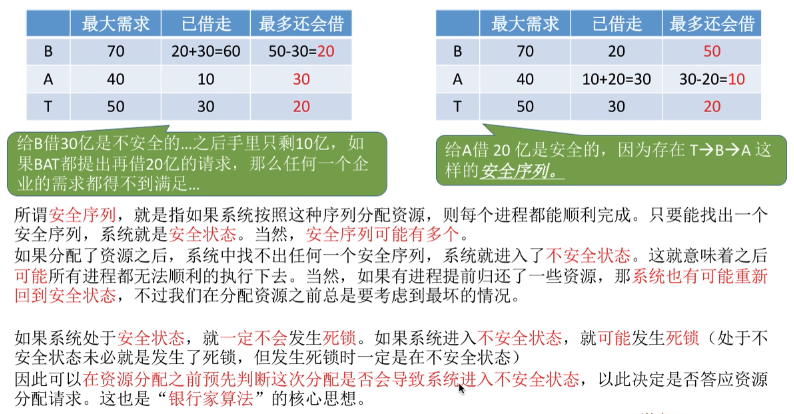 最大需求 已借走 最多还会借
B 70 20+30=60 50-30=20
A 40 10 30
T 50 30 20
给B借30亿是不安全的…之后手里只剩10亿，如
果BAT都提出再借20亿的请求，那么任何一个企
业的需求都得不到满足…
最大需求 已借走 最多还会借
B 70 20 50
A 40 10+20=30 30-20=10
T 50 30 20
给A借 20 亿是安全的，因为存在 T→B→A 这
样的安全序列。
所谓安全序列，就是指如果系统按照这种序列分配资源，则每个进程都能顺利完成。只要能找出一个
安全序列，系统就是安全状态。当然，安全序列可能有多个。
如果分配了资源之后，系统中找不出任何一个安全序列，系统就进入了不安全状态。这就意味着之后
可能所有进程都无法顺利的执行下去。当然，如果有进程提前归还了一些资源，那系统也有可能重新
回到安全状态，不过我们在分配资源之前总是要考虑到最坏的情况。
如果系统处于安全状态，就一定不会发生死锁。如果系统进入不安全状态，就可能发生死锁（处于不
安全状态未必就是发生了死锁，但发生死锁时一定是在不安全状态）
因此可以在资源分配之前预先判断这次分配是否会导致系统进入不安全状态，以此决定是否答应资源
分配请求。这也是“银行家算法”的核心思想。